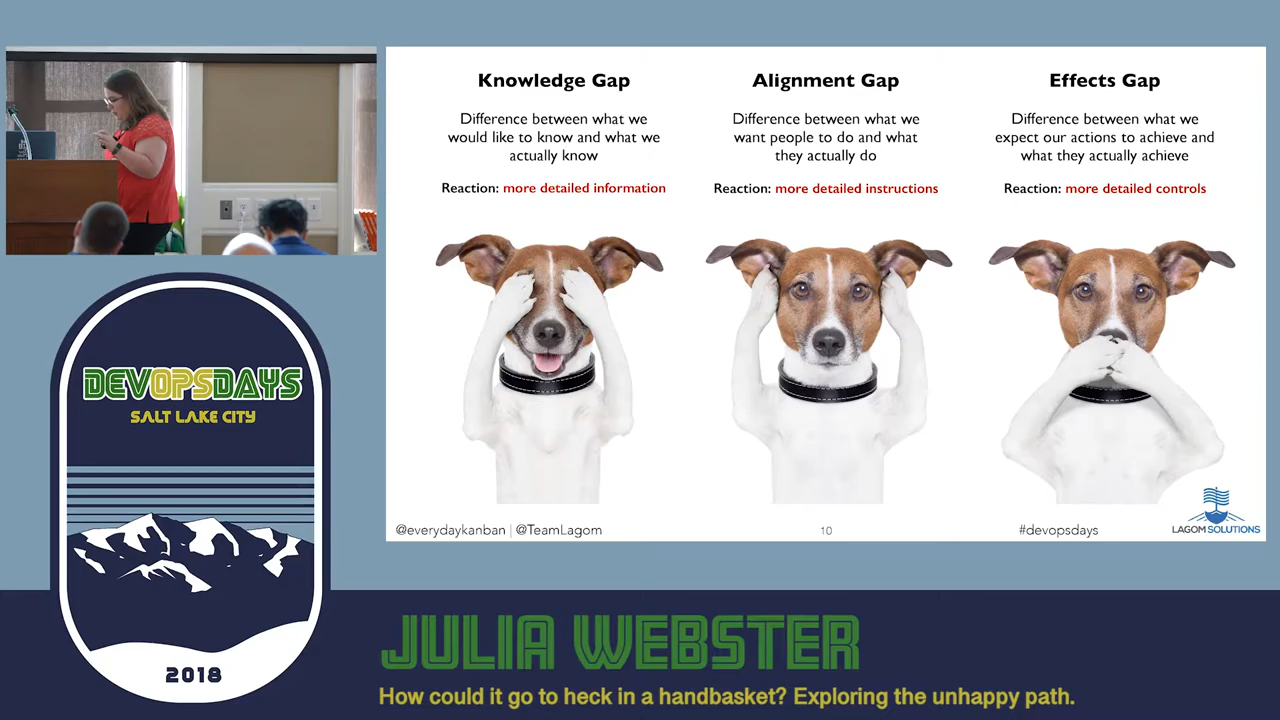 Knowledge Gap
Difference between what we
would like to know and what we
actually know
Reaction: more detailed information
Alignment Gap
Difference between what we
want people to do and what
they actually do
Reaction: more detailed instructions
Effects Gap
Difference between what we
expect our actions to achieve and
what they actually achieve
Reaction: more detailed controls
@everydaykanban | @TeamLagom
10
#devopsdays
LAGOM SOLUTIONS
DEVOPSDAYS
SALT LAKE CITY
2018
JULIA WEBSTER
How could it go to heck in a handbasket? Exploring the unhappy path.